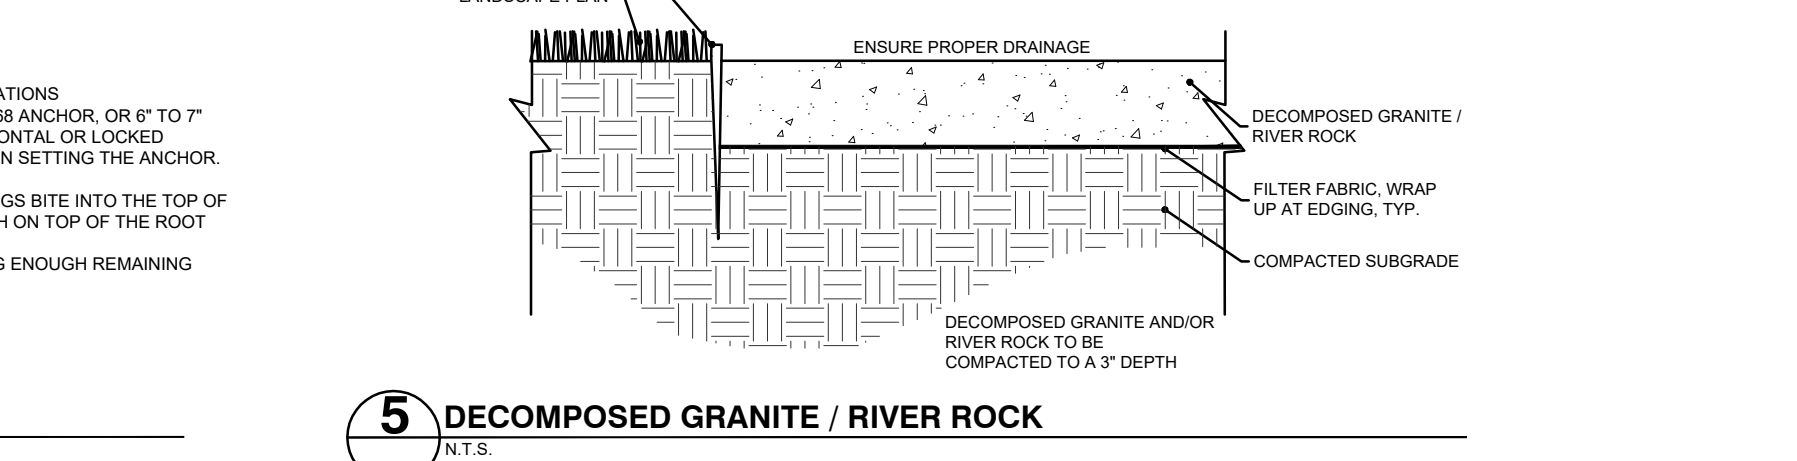 ATIONS
68 ANCHOR, OR 6" TO 7"
ONTAL OR LOCKED
N SETTING THE ANCHOR.
GS BITE INTO THE TOP OF
H ON TOP OF THE ROOT
G ENOUGH REMAINING
LANDSCAPE PLAN
ENSURE PROPER DRAINAGE
DECOMPOSED GRANITE /
RIVER ROCK
FILTER FABRIC, WRAP
UP AT EDGING, TYP.
COMPACTED SUBGRADE
DECOMPOSED GRANITE AND/OR
RIVER ROCK TO BE
COMPACTED TO A 3" DEPTH
5
DECOMPOSED GRANITE / RIVER ROCK
N.T.S.